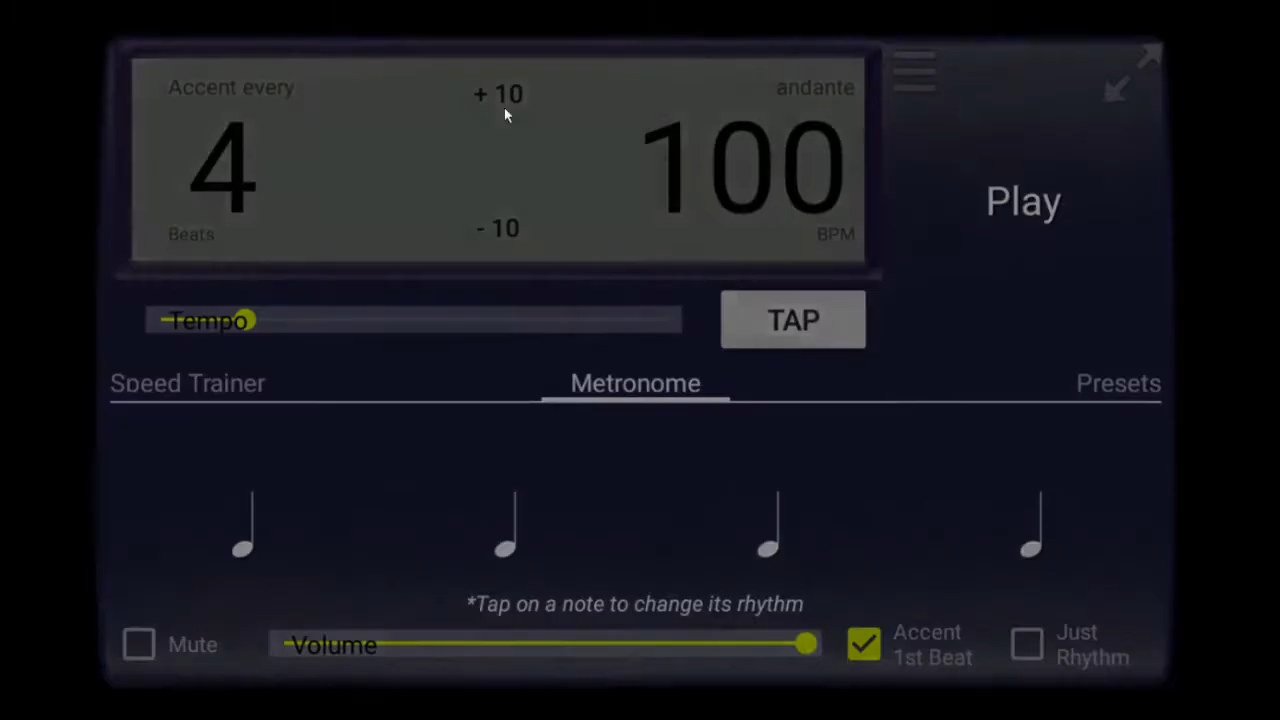 Accent every
+ 10
andante
4
100
Beats
- 10
BPM
Play
Tempo
TAP
Speed Trainer
Metronome
Presets
*Tap on a note to change its rhythm
Mute
Volume
Accent
1st Beat
Just
Rhythm